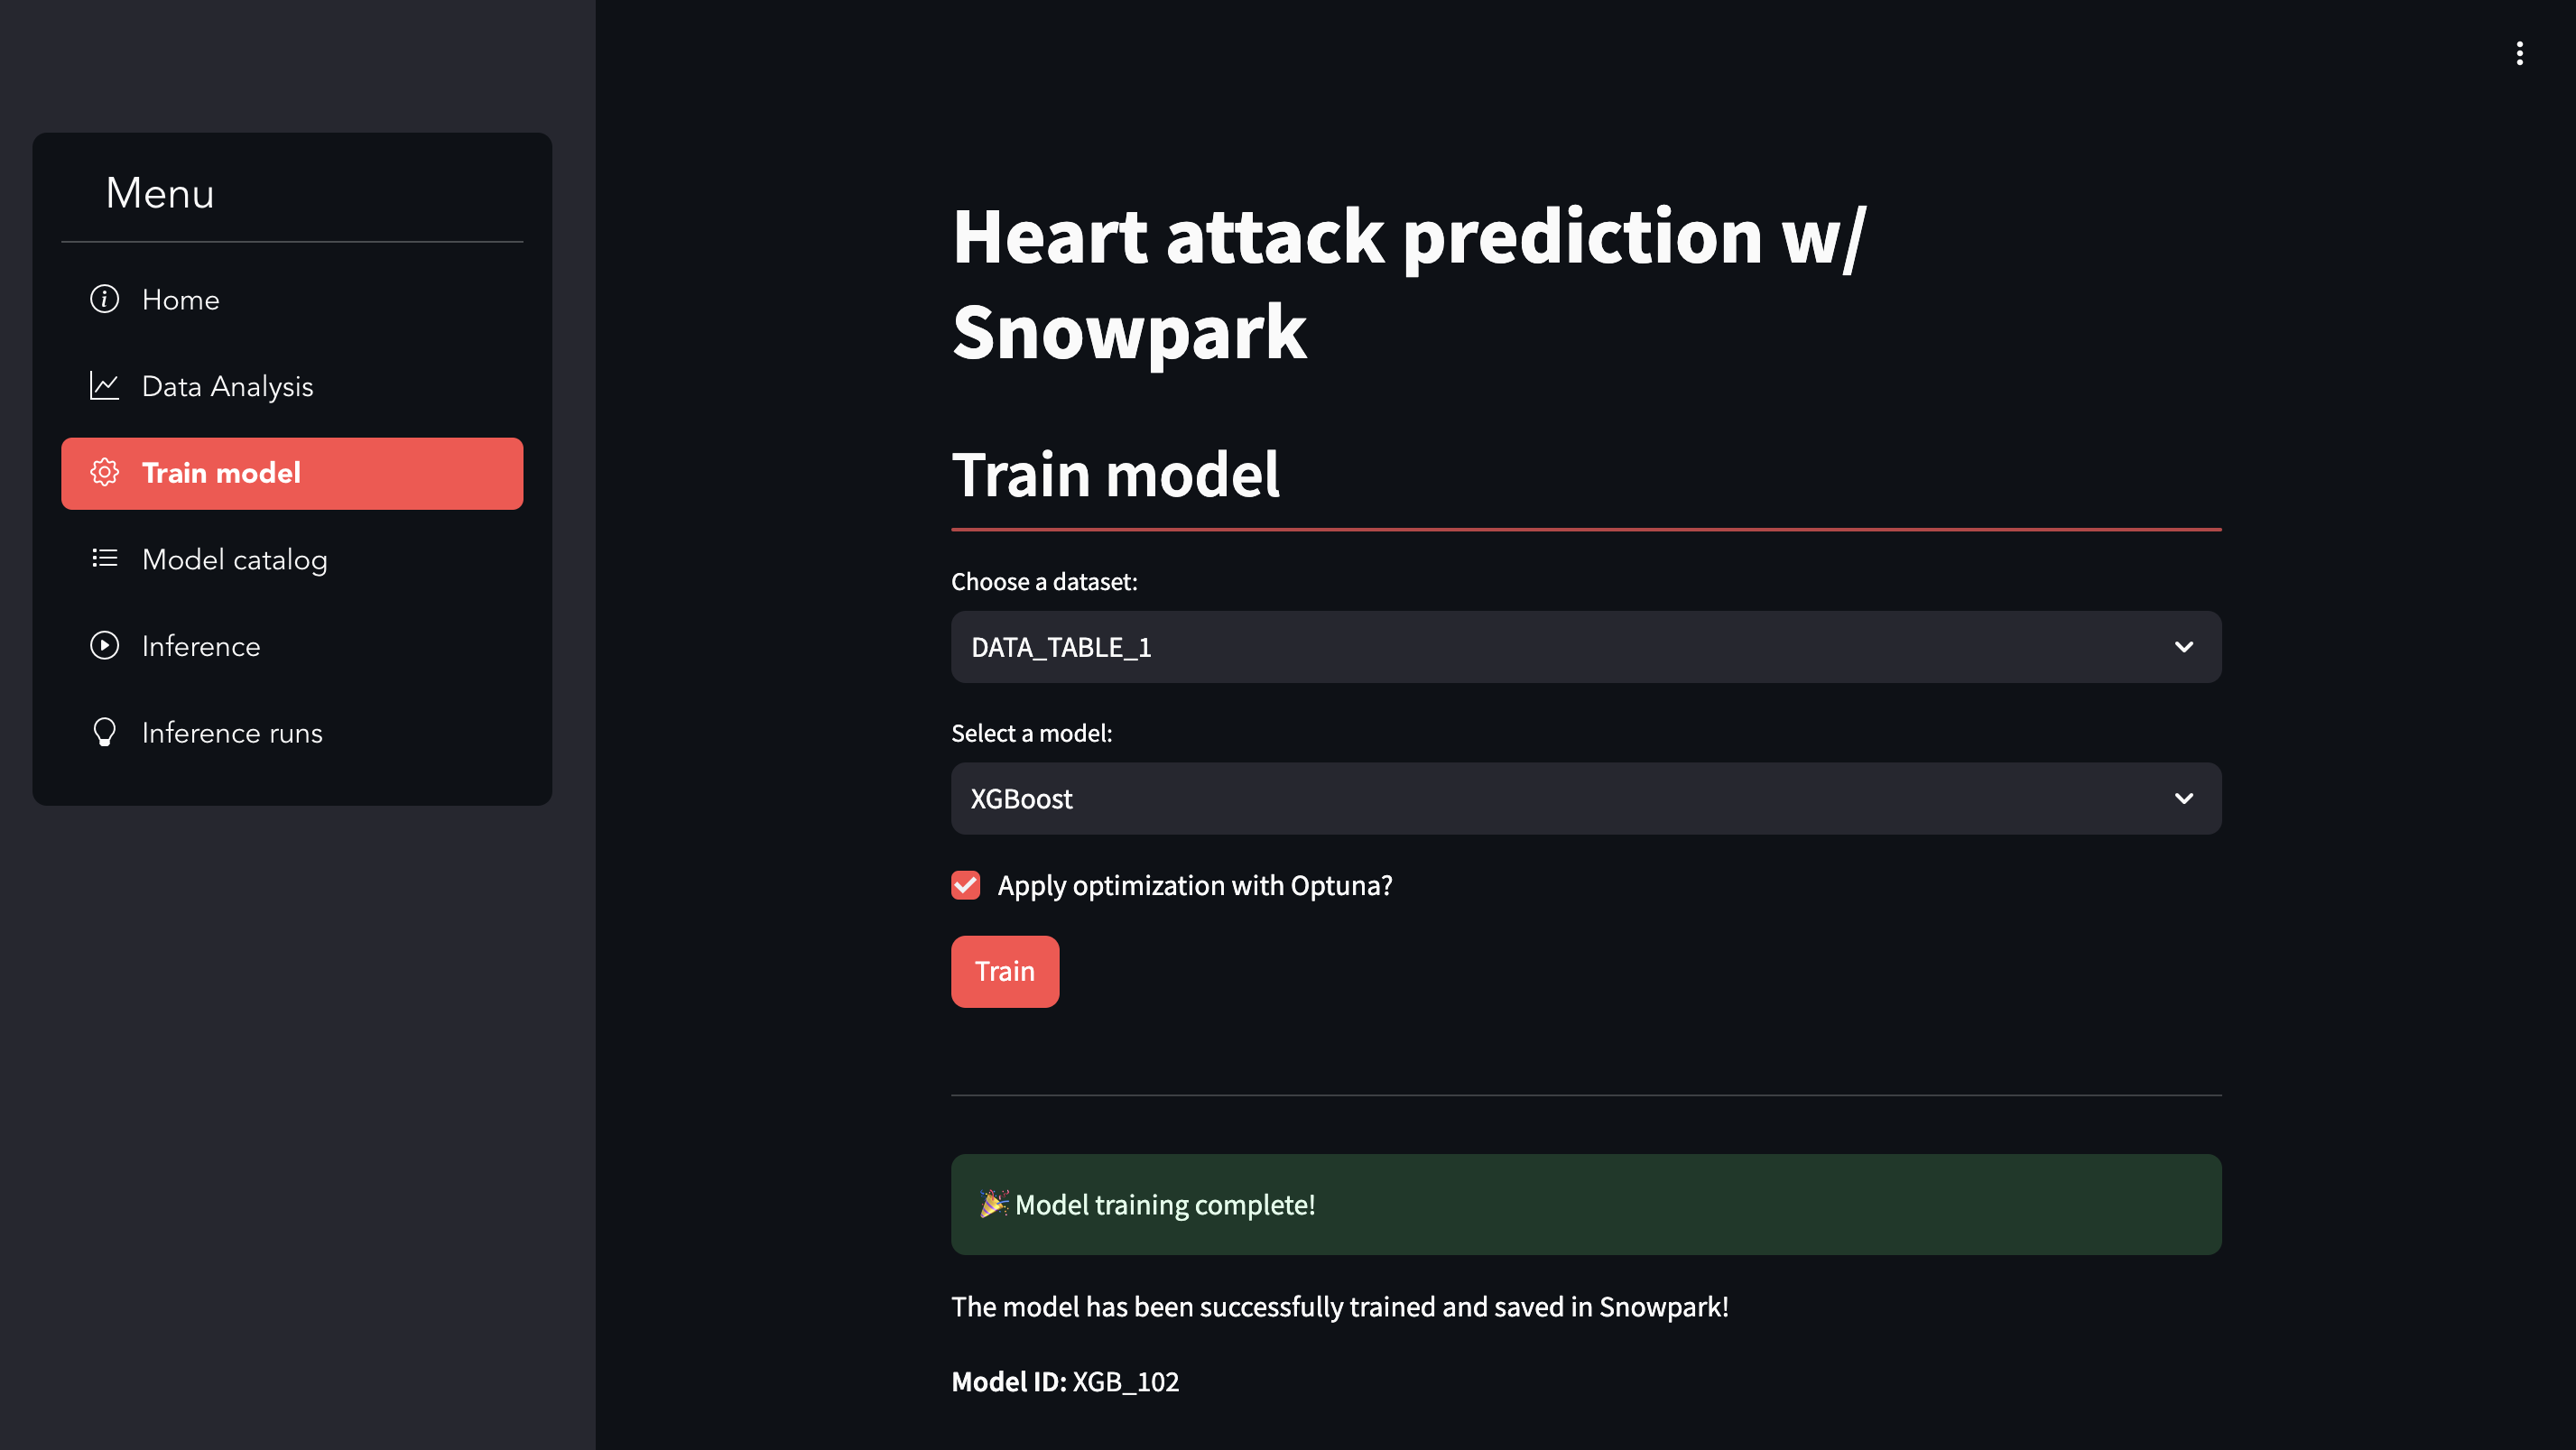 Menu
Home
Data Analysis
Train model
Model catalog
Inference
Inference runs
Heart attack prediction w/
Snowpark
Train model
Choose a dataset:
DATA_TABLE_1
Select a model:
XGBoost
Apply optimization with Optuna?
Train
🎉 Model training complete!
The model has been successfully trained and saved in Snowpark!
Model ID: XGB_102